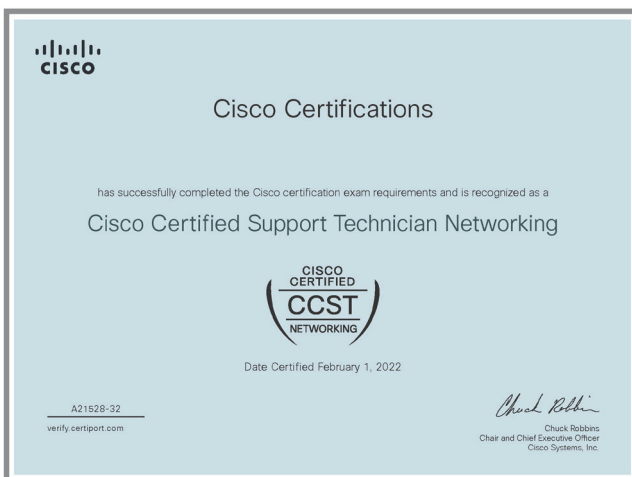 CISCO
Cisco Certifications
has successfully completed the Cisco certification exam requirements and is recognized as a
Cisco Certified Support Technician Networking
CISCO
CERTIFIED
CCST
NETWORKING
Date Certified February 1, 2022
A21528-32
verify.certiport.com
Chuck Robbins
Chuck Robbins
Chair and Chief Executive Officer
Cisco Systems, Inc.